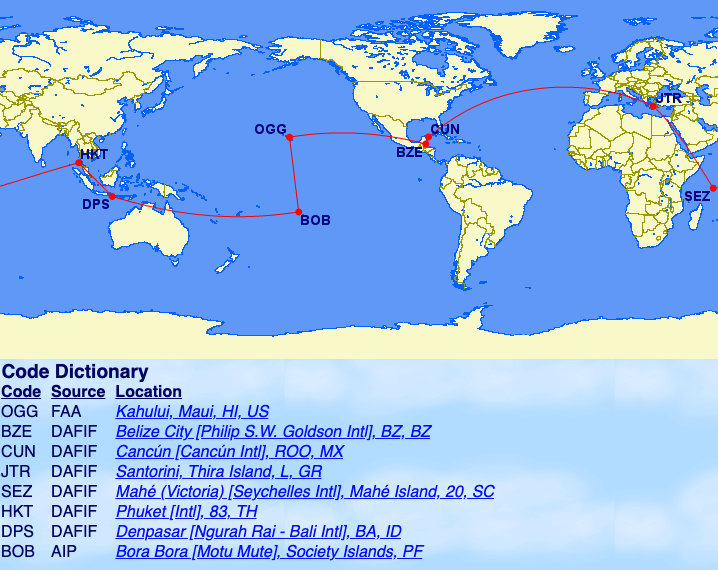 JTR
OGG
CUN
BZE
HKT
SEZ
DPS
BOB
Code Dictionary
Code Source Location
OGG FAA Kahului, Maui, HI, US
BZE DAFIF Belize City [Philip S.W. Goldson Intl], BZ, BZ
CUN DAFIF Cancún [Cancún Intl], ROO, MX
JTR DAFIF Santorini, Thira Island, L, GR
SEZ DAFIF Mahé (Victoria) [Seychelles Intl], Mahé Island, 20, SC
HKT DAFIF Phuket [Intl], 83, TH
DPS DAFIF Denpasar [Ngurah Rai - Bali Intl], BA, ID
BOB AIP Bora Bora [Motu Mute], Society Islands, PF